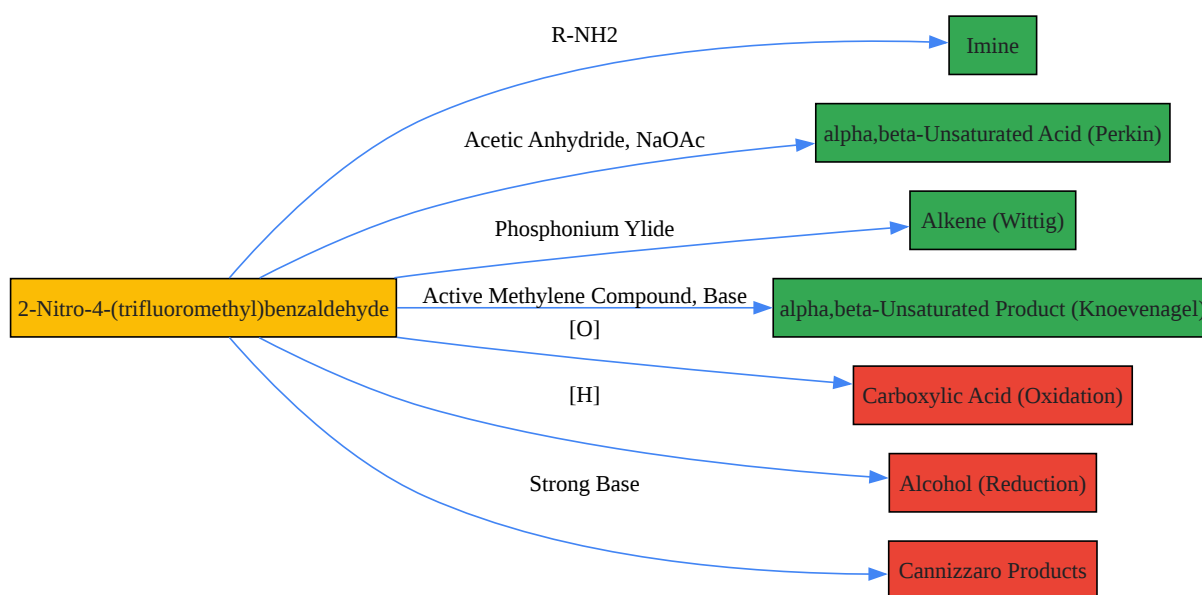 R-NH2
Imine
Acetic Anhydride, NaOAc
alpha,beta-Unsaturated Acid (Perkin)
Phosphonium Ylide
Alkene (Wittig)
2-Nitro-4-(trifluoromethyl)benzaldehyde
Active Methylene Compound, Base
alpha,beta-Unsaturated Product (Knoevenagel)
[O]
Carboxylic Acid (Oxidation)
[H]
Alcohol (Reduction)
Strong Base
Cannizzaro Products